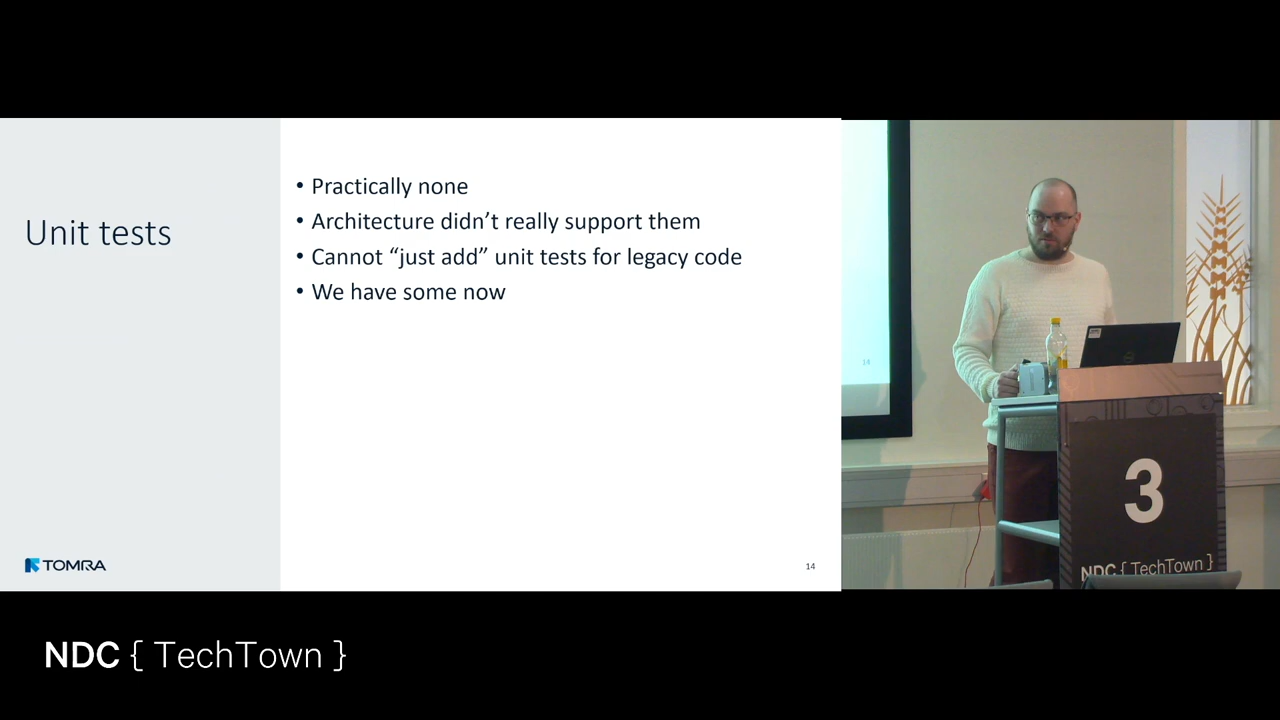 Unit tests
• Practically none
• Architecture didn’t really support them
• Cannot “just add” unit tests for legacy code
• We have some now
TOMRA
14
14
3
NDC { TechTown }
NDC { TechTown }